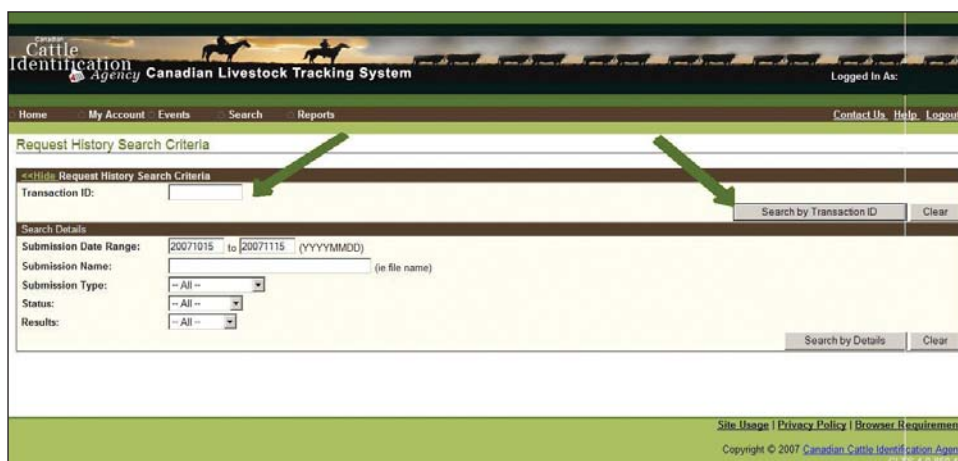 Canadian
Cattle
Identification
Agency Canadian Livestock Tracking System
Logged In As:
Home My Account Events Search Reports Contact Us Help Logout
Request History Search Criteria
<<Hide Request History Search Criteria
Transaction ID:
Search by Transaction ID Clear
Search Details
Submission Date Range: 20071015 to 20071115 (YYYYMMDD)
Submission Name: (ie file name)
Submission Type: -- All --
Status: -- All --
Results: -- All --
Search by Details Clear
Site Usage | Privacy Policy | Browser Requiremen
Copyright © 2007 Canadian Cattle Identification Agen